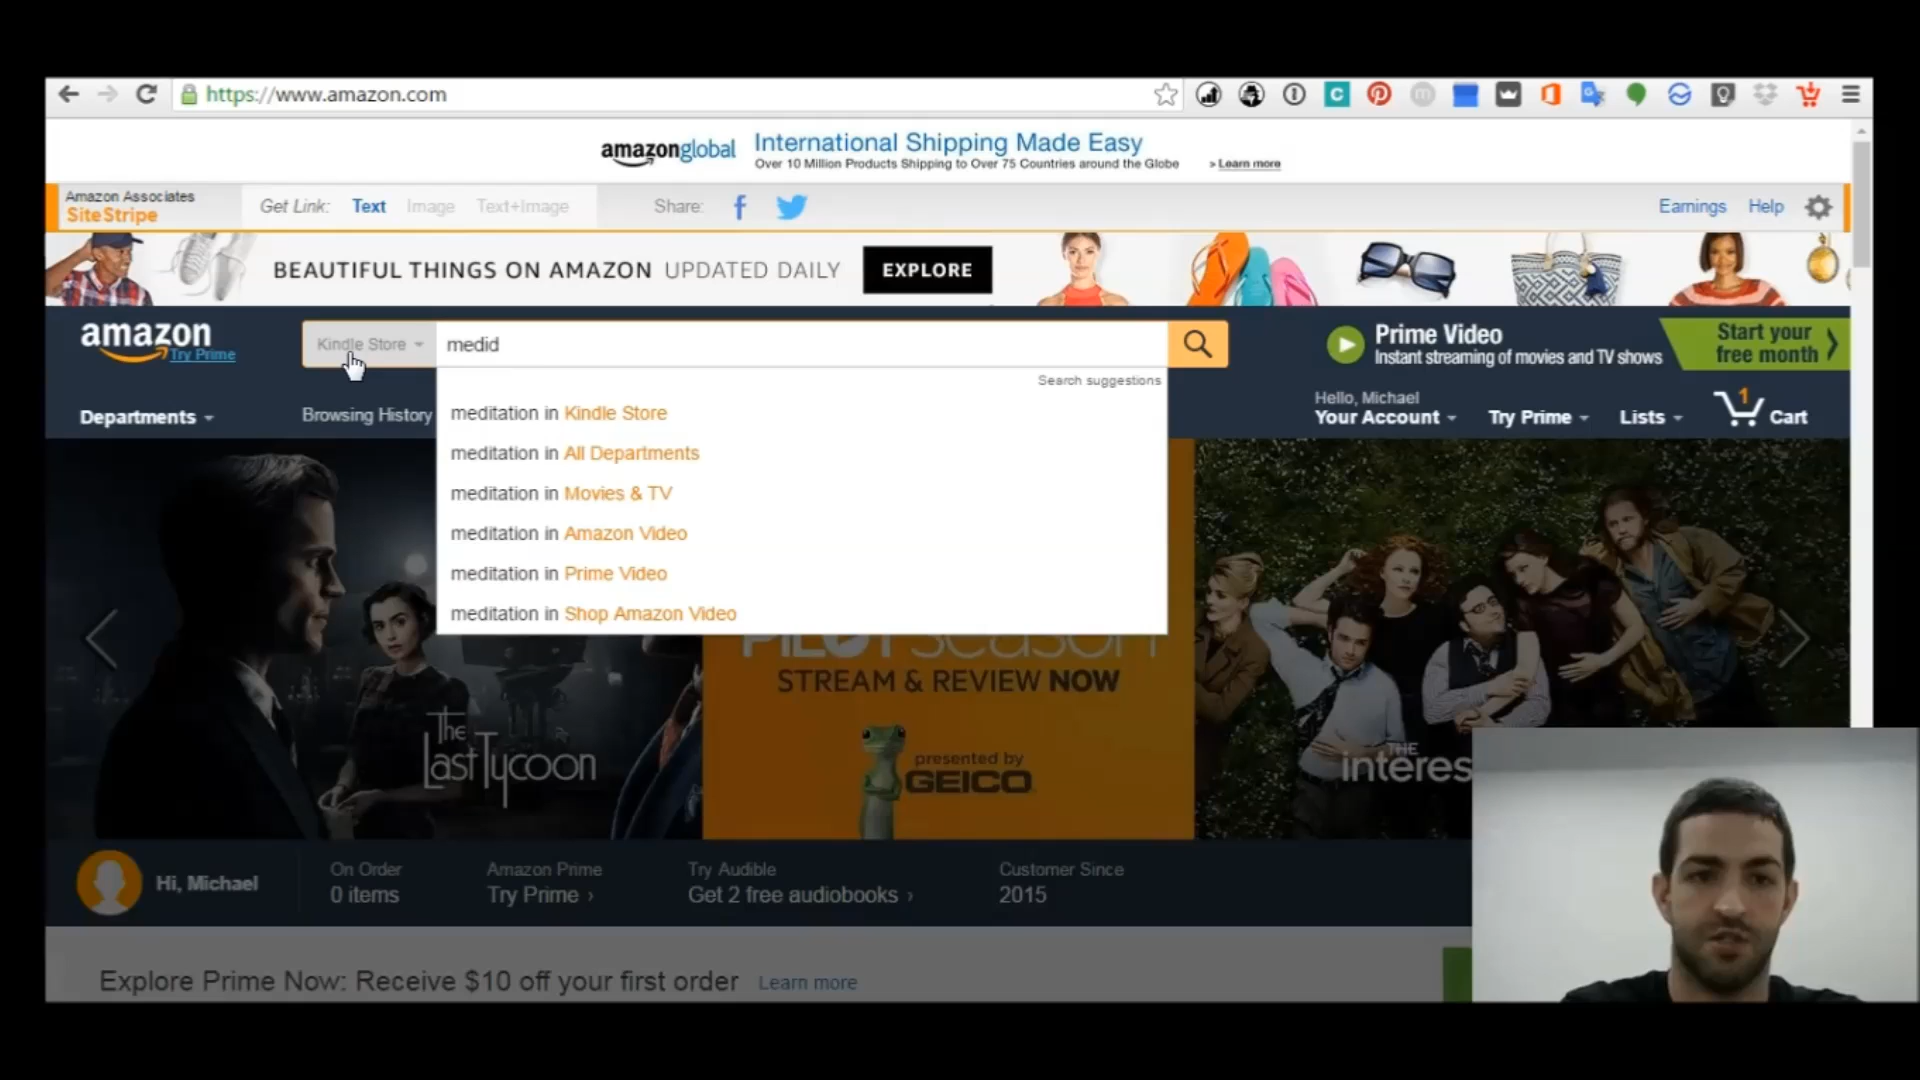 https://www.amazon.com
amazonglobal
International Shipping Made Easy
Over 10 Million Products Shipping to Over 75 Countries around the Globe
> Learn more
Amazon Associates
SiteStripe
Get Link: Text Image Text+Image
Share:
Earnings Help
BEAUTIFUL THINGS ON AMAZON UPDATED DAILY
EXPLORE
amazon
Try Prime
Kindle Store
medid
Prime Video
Instant streaming of movies and TV shows
Start your
free month
Search suggestions
meditation in Kindle Store
meditation in All Departments
meditation in Movies & TV
meditation in Amazon Video
meditation in Prime Video
meditation in Shop Amazon Video
Departments
Browsing History
Hello, Michael
Your Account
Try Prime
Lists
1
Cart
The
Last Tycoon
PILOT season
STREAM & REVIEW NOW
presented by
GEICO
THE
interes
Hi, Michael
On Order
0 items
Amazon Prime
Try Prime ›
Try Audible
Get 2 free audiobooks ›
Customer Since
2015
Explore Prime Now: Receive $10 off your first order Learn more